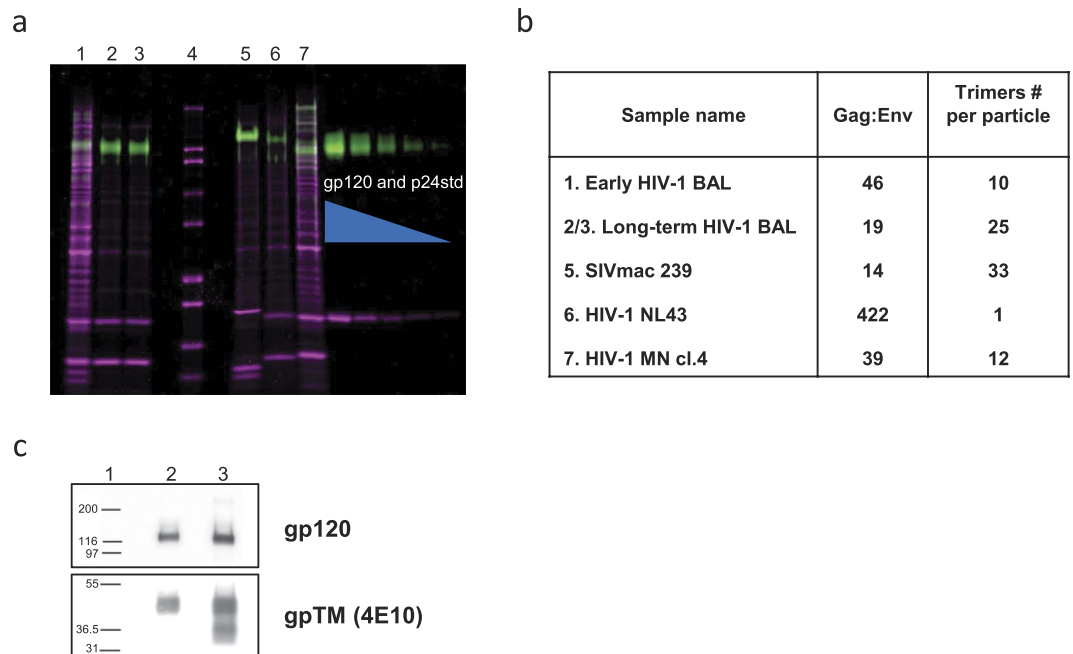 a
1 2 3 4 5 6 7
gp120 and p24std
b
Sample name Gag:Env Trimers # per particle
1. Early HIV-1 BAL 46 10
2/3. Long-term HIV-1 BAL 19 25
5. SIVmac 239 14 33
6. HIV-1 NL43 422 1
7. HIV-1 MN cl.4 39 12
c
1 2 3
200
116
97
gp120
55
36.5
31
gpTM (4E10)